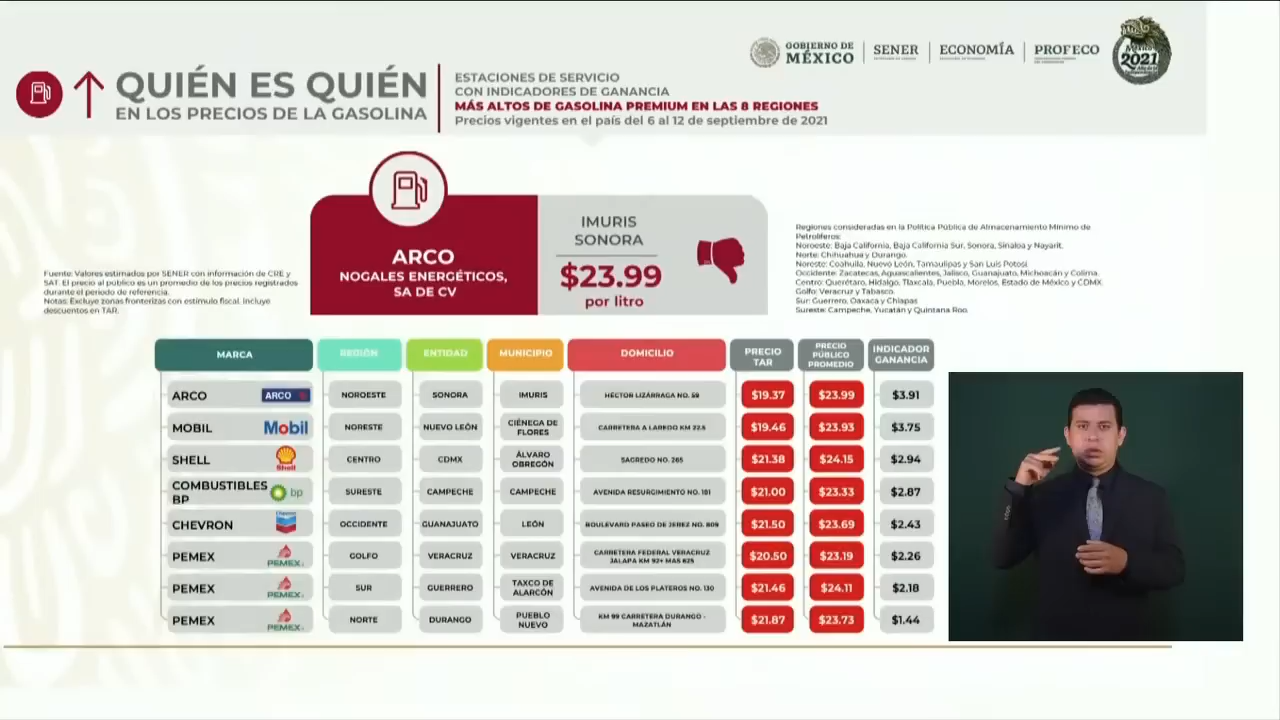 GOBIERNO DE
MÉXICO
SENER
ECONOMÍA
PROFECO
México
2021
QUIÉN ES QUIÉN
EN LOS PRECIOS DE LA GASOLINA
ESTACIONES DE SERVICIO
CON INDICADORES DE GANANCIA
MÁS ALTOS DE GASOLINA PREMIUM EN LAS 8 REGIONES
Precios vigentes en el país del 6 al 12 de septiembre de 2021
ARCO
NOGALES ENERGÉTICOS,
SA DE CV
IMURIS
SONORA
$23.99
por litro
Fuente: Valores estimados por SENER con información de CRE y
SAT. El precio al público es un promedio de los precios registrados
durante el periodo de referencia.
Notas: Excluye zonas fronterizas con estímulo fiscal. Incluye
descuentos en TAR.
Regiones consideradas en la Política Pública de Almacenamiento Mínimo de
Petrolíferos:
Noroeste: Baja California, Baja California Sur, Sonora, Sinaloa y Nayarit.
Norte: Chihuahua y Durango.
Noreste: Coahuila, Nuevo León, Tamaulipas y San Luis Potosí.
Occidente: Zacatecas, Aguascalientes, Jalisco, Guanajuato, Michoacán y Colima.
Centro: Querétaro, Hidalgo, Tlaxcala, Puebla, Morelos, Estado de México y CDMX.
Golfo: Veracruz y Tabasco.
Sur: Guerrero, Oaxaca y Chiapas
Sureste: Campeche, Yucatán y Quintana Roo.
MARCA REGIÓN ENTIDAD MUNICIPIO DOMICILIO PRECIO TAR PRECIO PÚBLICO PROMEDIO INDICADOR GANANCIA
ARCO ARCO NOROESTE SONORA IMURIS HÉCTOR LIZÁRRAGA NO. 59 $19.37 $23.99 $3.91
MOBIL Mobil NORESTE NUEVO LEÓN CIÉNEGA DE FLORES CARRETERA A LAREDO KM 22.5 $19.46 $23.93 $3.75
SHELL Shell CENTRO CDMX ÁLVARO OBREGÓN SAGREDO NO. 265 $21.38 $24.15 $2.94
COMBUSTIBLES BP bp SURESTE CAMPECHE CAMPECHE AVENIDA RESURGIMIENTO NO. 181 $21.00 $23.33 $2.87
CHEVRON Chevron OCCIDENTE GUANAJUATO LEÓN BOULEVARD PASEO DE JEREZ NO. 809 $21.50 $23.69 $2.43
PEMEX PEMEX GOLFO VERACRUZ VERACRUZ CARRETERA FEDERAL VERACRUZ JALAPA KM 92+ MAS 625 $20.50 $23.19 $2.26
PEMEX PEMEX SUR GUERRERO TAXCO DE ALARCÓN AVENIDA DE LOS PLATEROS NO. 130 $21.46 $24.11 $2.18
PEMEX PEMEX NORTE DURANGO PUEBLO NUEVO KM 99 CARRETERA DURANGO - MAZATLÁN $21.87 $23.73 $1.44